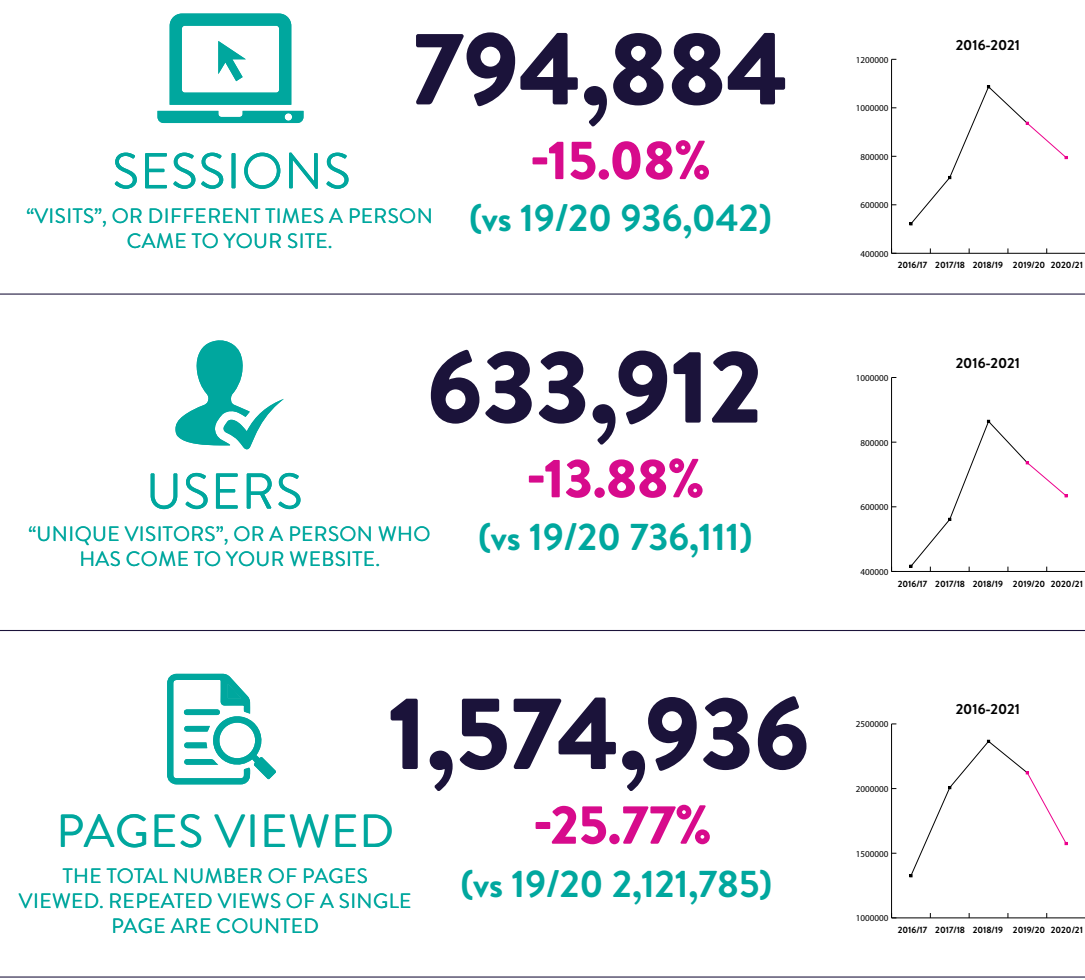 SESSIONS
“VISITS”, OR DIFFERENT TIMES A PERSON
CAME TO YOUR SITE.
794,884
-15.08%
(vs 19/20 936,042)
2016-2021
1200000
1000000
800000
600000
400000
2016/17 2017/18 2018/19 2019/20 2020/21
USERS
“UNIQUE VISITORS”, OR A PERSON WHO
HAS COME TO YOUR WEBSITE.
633,912
-13.88%
(vs 19/20 736,111)
2016-2021
1000000
800000
600000
400000
2016/17 2017/18 2018/19 2019/20 2020/21
PAGES VIEWED
THE TOTAL NUMBER OF PAGES
VIEWED. REPEATED VIEWS OF A SINGLE
PAGE ARE COUNTED
1,574,936
-25.77%
(vs 19/20 2,121,785)
2016-2021
2500000
2000000
1500000
1000000
2016/17 2017/18 2018/19 2019/20 2020/21